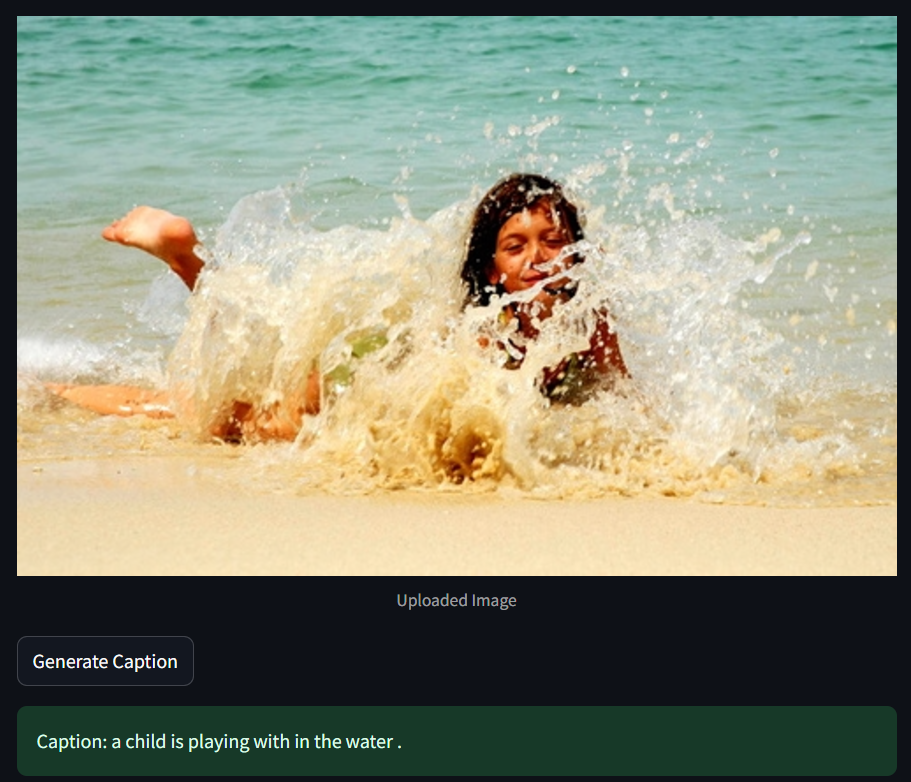 Uploaded Image
Generate Caption
Caption: a child is playing with in the water .